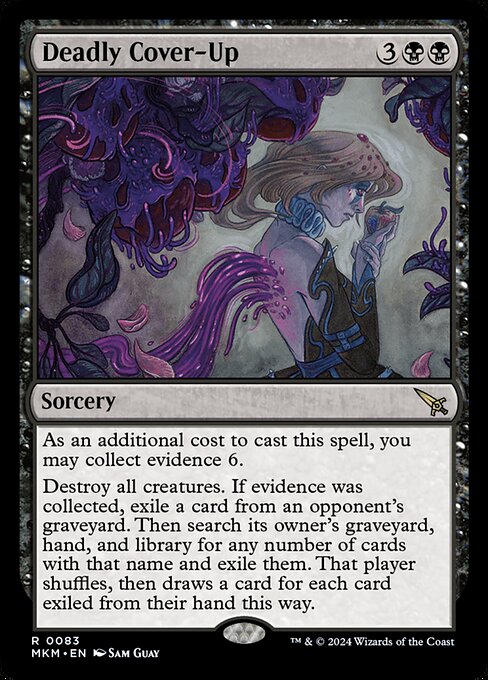 Deadly Cover-Up 3
Sorcery
As an additional cost to cast this spell, you
may collect evidence 6.
Destroy all creatures. If evidence was
collected, exile a card from an opponent's
graveyard. Then search its owner's graveyard,
hand, and library for any number of cards
with that name and exile them. That player
shuffles, then draws a card for each card
exiled from their hand this way.
R 0083
MKM • EN Sam Guay
™ & © 2024 Wizards of the Coast